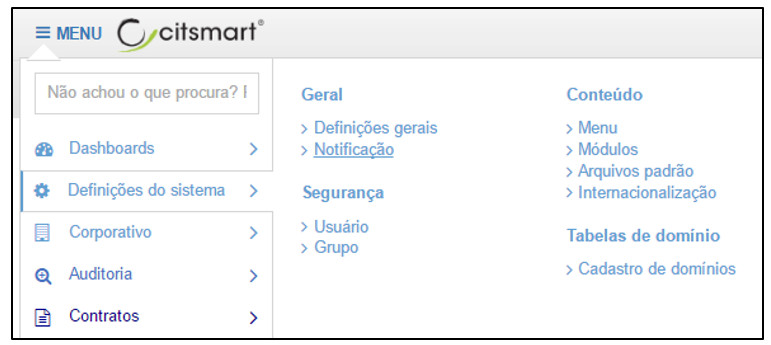 MENU citsmart®
Não achou o que procura? F
Dashboards
Definições do sistema
Corporativo
Auditoria
Contratos
Geral
Definições gerais
Notificação
Segurança
Usuário
Grupo
Conteúdo
Menu
Módulos
Arquivos padrão
Internacionalização
Tabelas de domínio
Cadastro de domínios